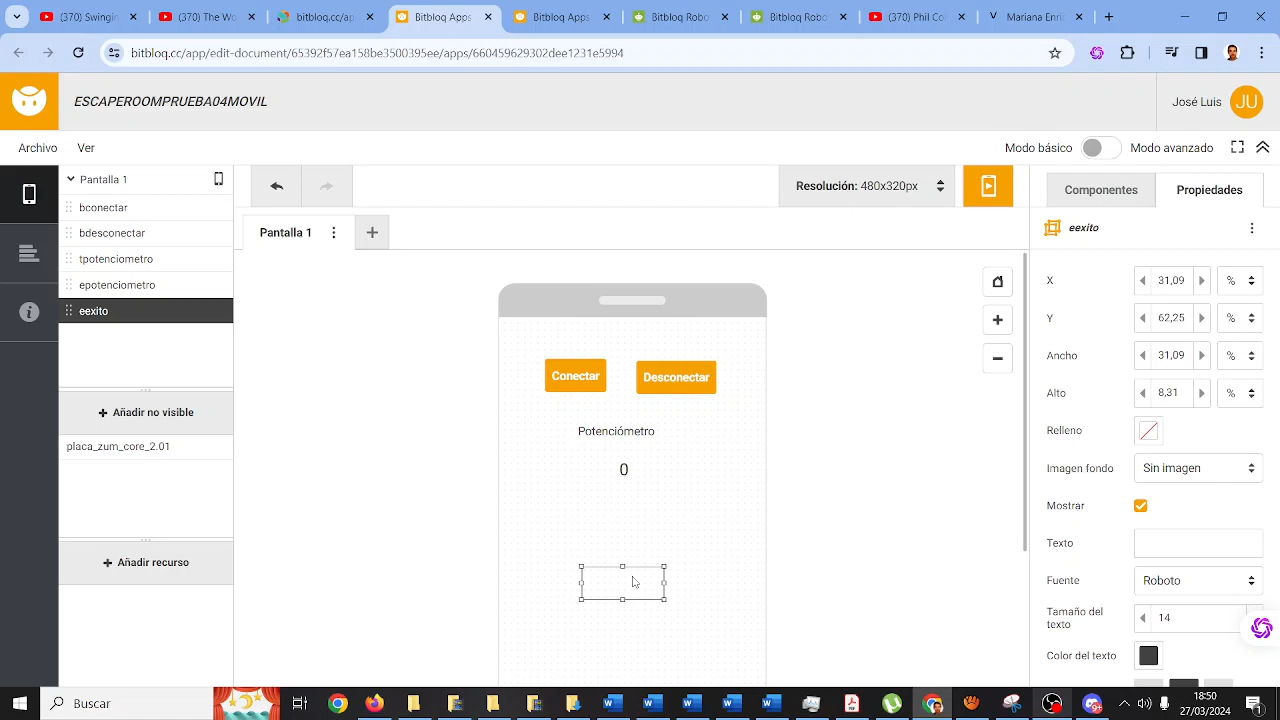 (370) Swing
(370) The Wo
bitbloq.cc/ap
Bitbloq Apps
Bitbloq Apps
Bitbloq Robo
Bitbloq Robo
(370) Phil Co
Mariana Enri
bitbloq.cc/app/edit-document/65392f57ea158be3500395ee/apps/660459629302dee1231e5994
ESCAPEROOMPRUEBA04MOVIL
José Luis
JU
Archivo
Ver
Modo básico
Modo avanzado
Pantalla 1
bconectar
bdesconectar
tpotenciometro
epotenciometro
eexito
Añadir no visible
placa_zum_core_2.01
Añadir recurso
Resolución: 480x320px
Pantalla 1
Conectar
Desconectar
Potenciómetro
0
Componentes
Propiedades
eexito
X 31,09 %
Y 62,25 %
Ancho 31,09 %
Alto 8,31 %
Relleno
Imagen fondo Sin imagen
Mostrar
Texto
Fuente Roboto
Tamaño del
texto 14
Color del texto
Buscar
18:50
27/03/2024